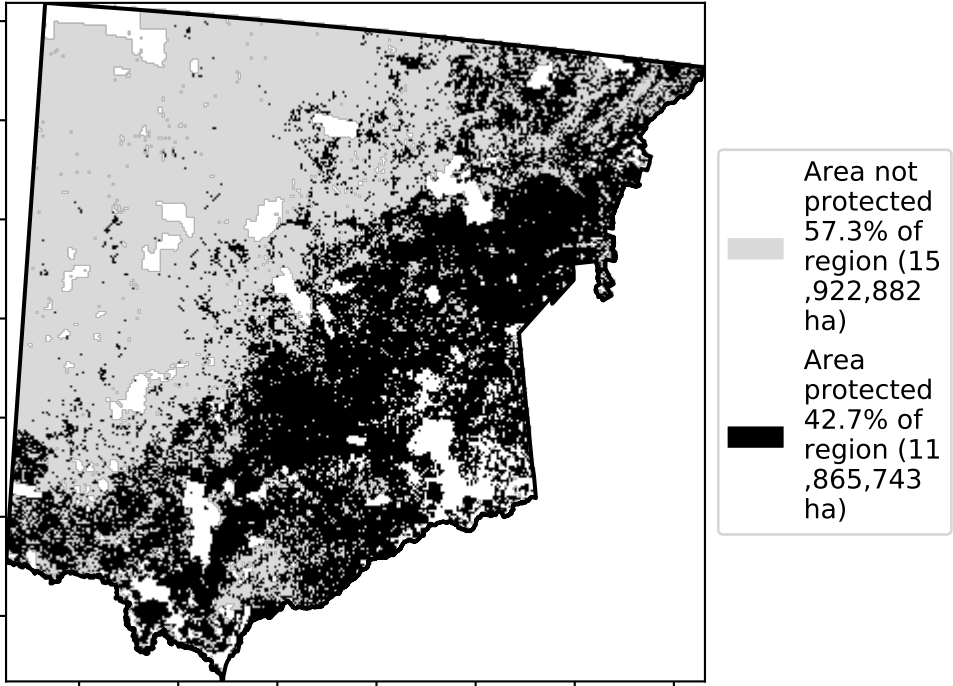 Area not
protected
57.3% of
region (15
,922,882
ha)
Area
protected
42.7% of
region (11
,865,743
ha)